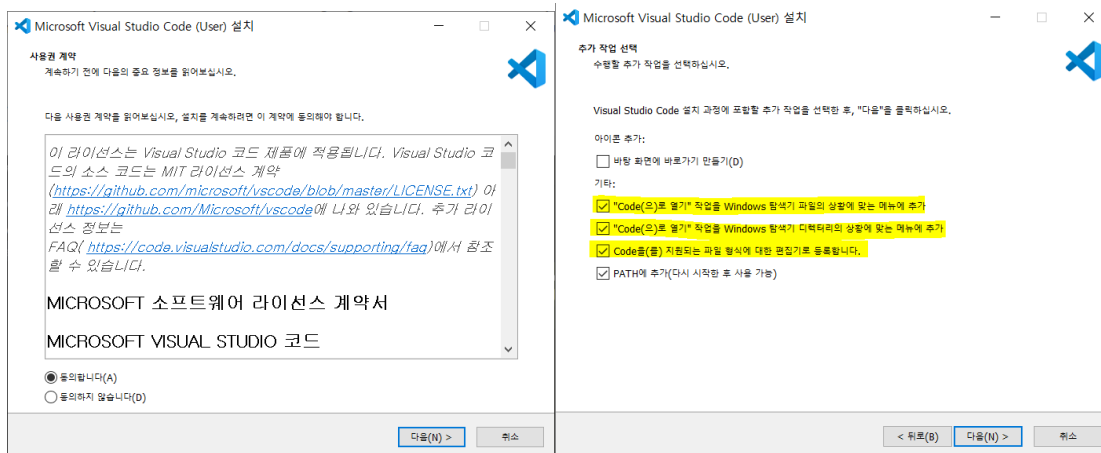 Microsoft Visual Studio Code (User) 설치
사용권 계약
계속하기 전에 다음의 중요 정보를 읽어보십시오.
다음 사용권 계약을 읽어보십시오, 설치를 계속하려면 이 계약에 동의해야 합니다.
이 라이선스는 Visual Studio 코드 제품에 적용됩니다. Visual Studio 코
드의 소스 코드는 MIT 라이선스 계약
(https://github.com/microsoft/vscode/blob/master/LICENSE.txt) 아
래 https://github.com/Microsoft/vscode에 나와 있습니다. 추가 라이
선스 정보는
FAQ( https://code.visualstudio.com/docs/supporting/faq)에서 참조
할 수 있습니다.
MICROSOFT 소프트웨어 라이선스 계약서
MICROSOFT VISUAL STUDIO 코드
동의합니다(A)
동의하지 않습니다(D)
다음(N) >
취소
Microsoft Visual Studio Code (User) 설치
추가 작업 선택
수행할 추가 작업을 선택하십시오.
Visual Studio Code 설치 과정에 포함할 추가 작업을 선택한 후, "다음"을 클릭하십시오.
아이콘 추가:
바탕 화면에 바로가기 만들기(D)
기타:
"Code(으)로 열기" 작업을 Windows 탐색기 파일의 상황에 맞는 메뉴에 추가
"Code(으)로 열기" 작업을 Windows 탐색기 디렉터리의 상황에 맞는 메뉴에 추가
Code을(를) 지원되는 파일 형식에 대한 편집기로 등록합니다.
PATH에 추가(다시 시작한 후 사용 가능)
< 뒤로(B)
다음(N) >
취소